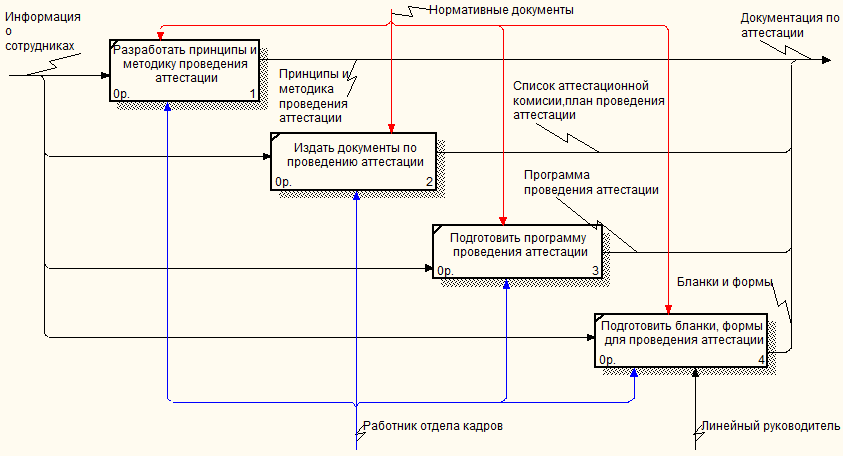 Информация
о
сотрудниках
Нормативные документы
Документация по
аттестации
Разработать принципы и
методику проведения
аттестации
0р. 1
Принципы и
методика
проведения
аттестации
Список аттестационной
комисии,план проведения
аттестации
Издать документы по
проведению аттестации
0р. 2
Программа
проведения аттестации
Подготовить программу
проведения аттестации
0р. 3
Бланки и формы
Подготовить бланки, формы
для проведения аттестации
0р. 4
Работник отдела кадров
Линейный руководитель